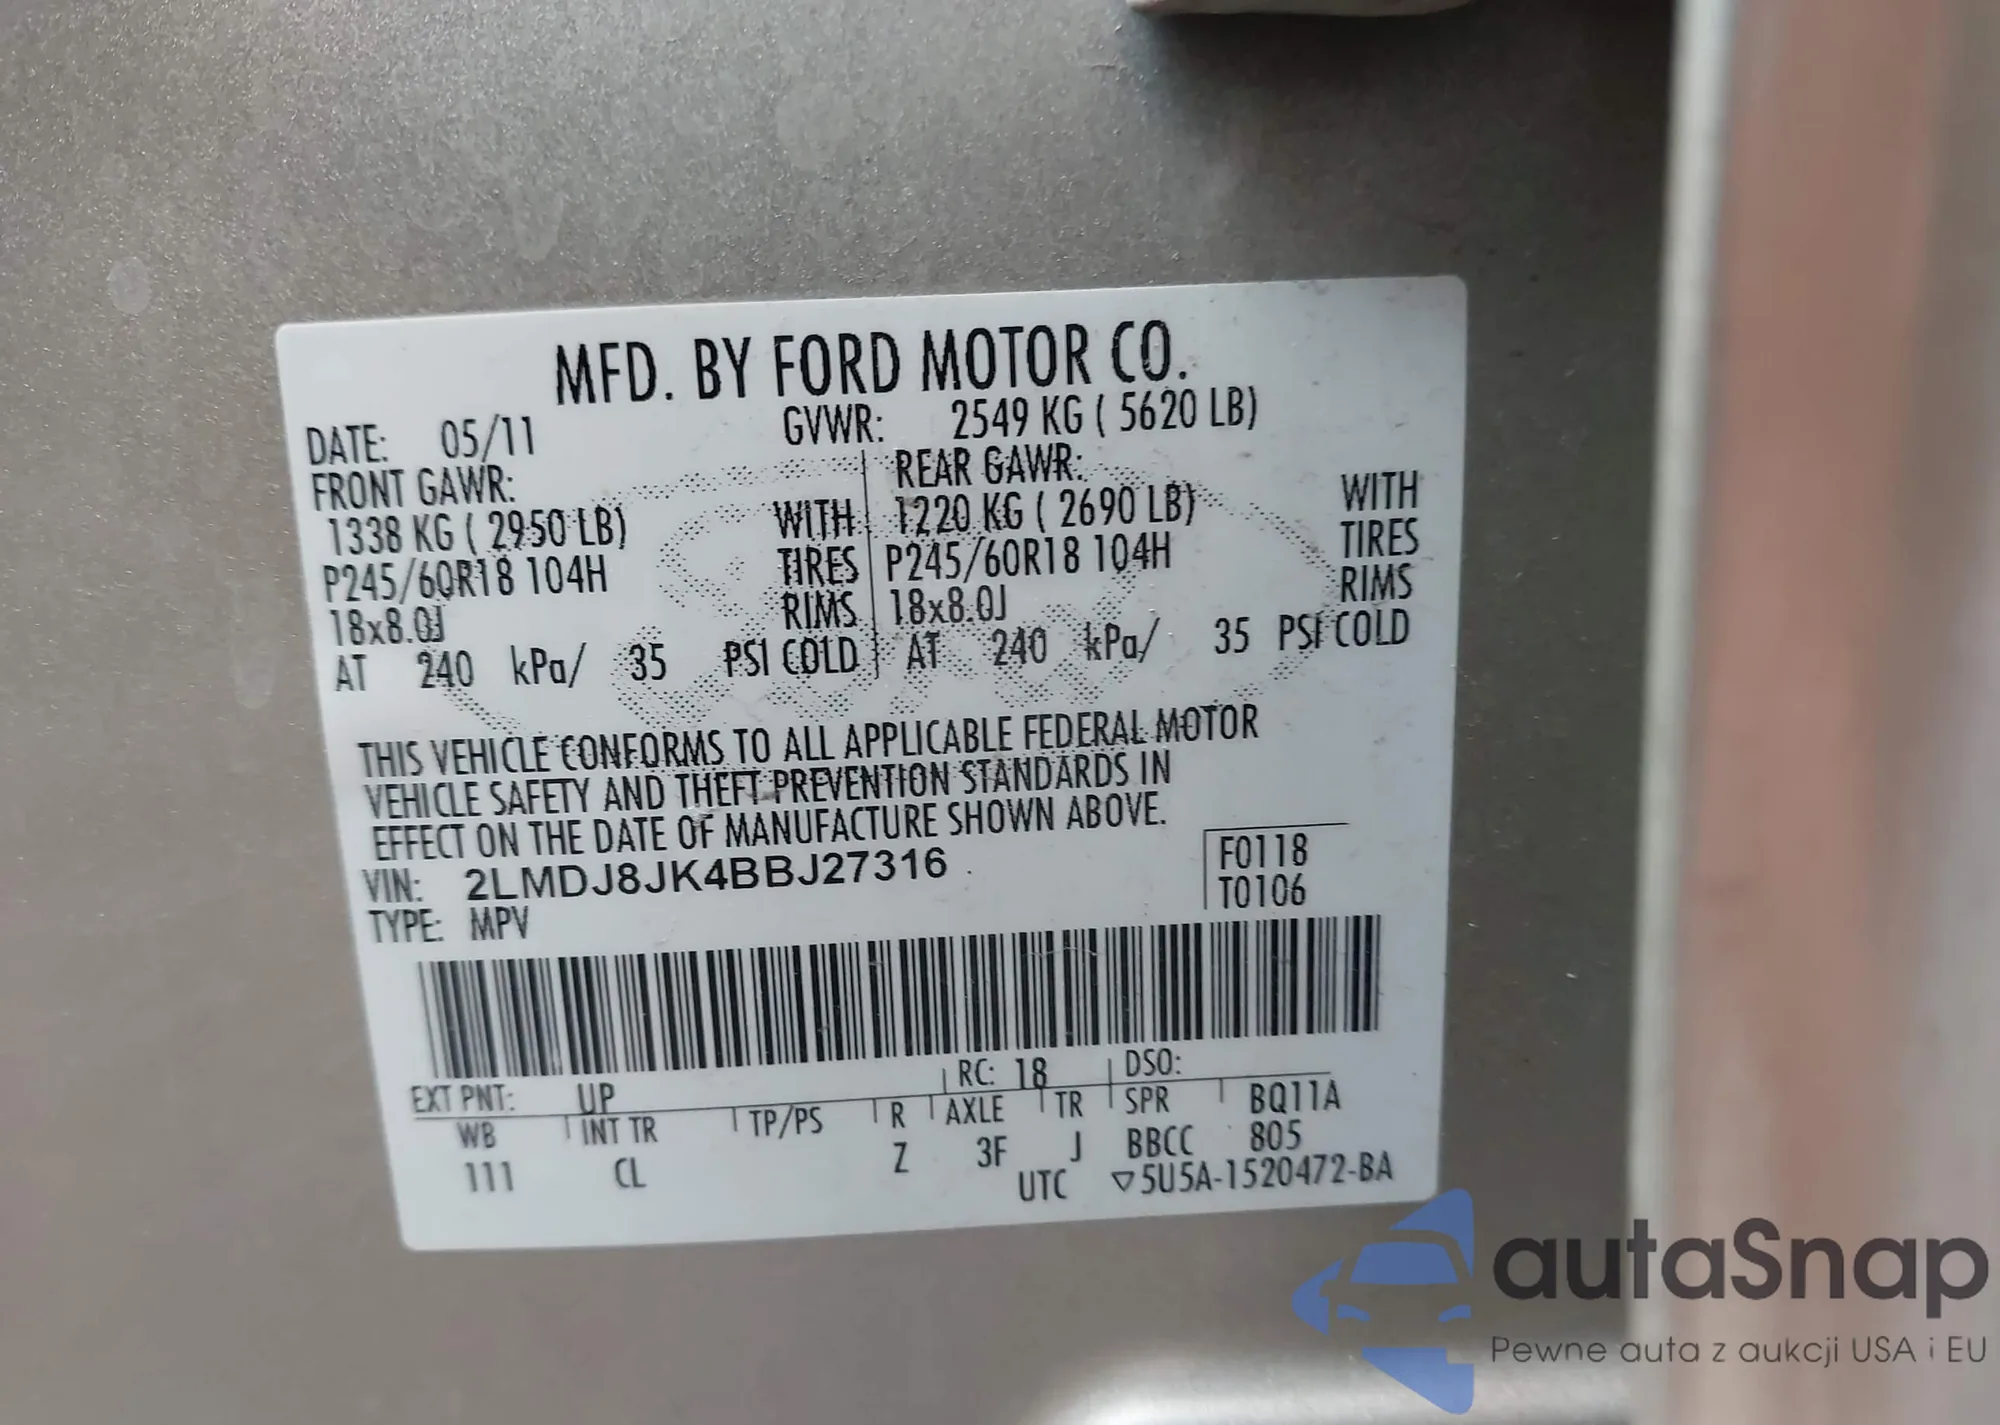 MFD. BY FORD MOTOR CO.
DATE: 05/11 GVWR: 2549 KG ( 5620 LB)
FRONT GAWR: REAR GAWR:
1338 KG ( 2950 LB) WITH 1220 KG ( 2690 LB) WITH
P245/60R18 104H TIRES P245/60R18 104H TIRES
18x8.0J RIMS 18x8.0J RIMS
AT 240 kPa/ 35 PSI COLD AT 240 kPa/ 35 PSI COLD
THIS VEHICLE CONFORMS TO ALL APPLICABLE FEDERAL MOTOR
VEHICLE SAFETY AND THEFT PREVENTION STANDARDS IN
EFFECT ON THE DATE OF MANUFACTURE SHOWN ABOVE.
VIN: 2LMDJ8JK4BBJ27316 F0118
TYPE: MPV T0106
EXT PNT: UP RC: 18 DSO:
WB INT TR TP/PS R AXLE TR SPR BQ11A
111 CL Z 3F J BBCC 805
UTC ▽5U5A-1520472-BA
autaSnap
Pewne auta z aukcji USA i EU